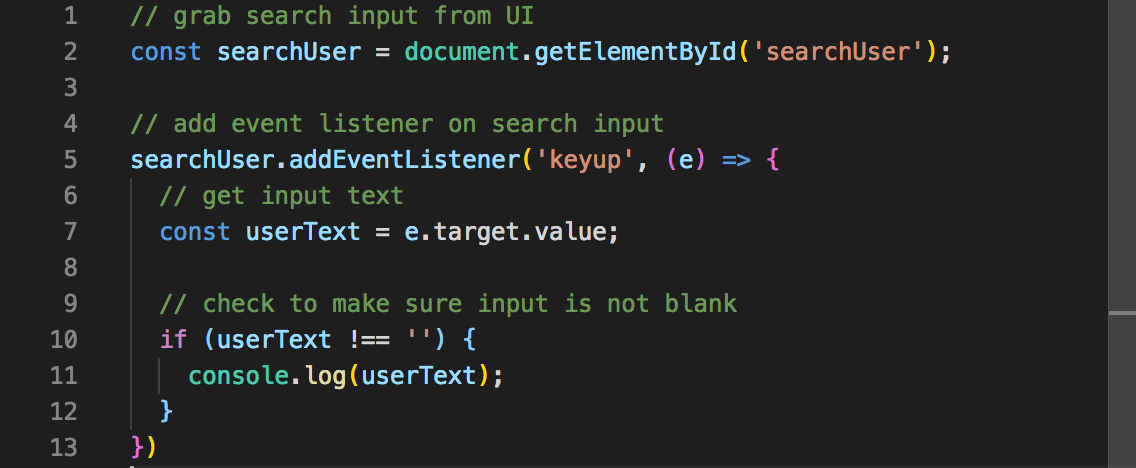 1 // grab search input from UI
2 const searchUser = document.getElementById('searchUser');
3
4 // add event listener on search input
5 searchUser.addEventListener('keyup', (e) => {
6 // get input text
7 const userText = e.target.value;
8
9 // check to make sure input is not blank
10 if (userText !== '') {
11 console.log(userText);
12 }
13 })